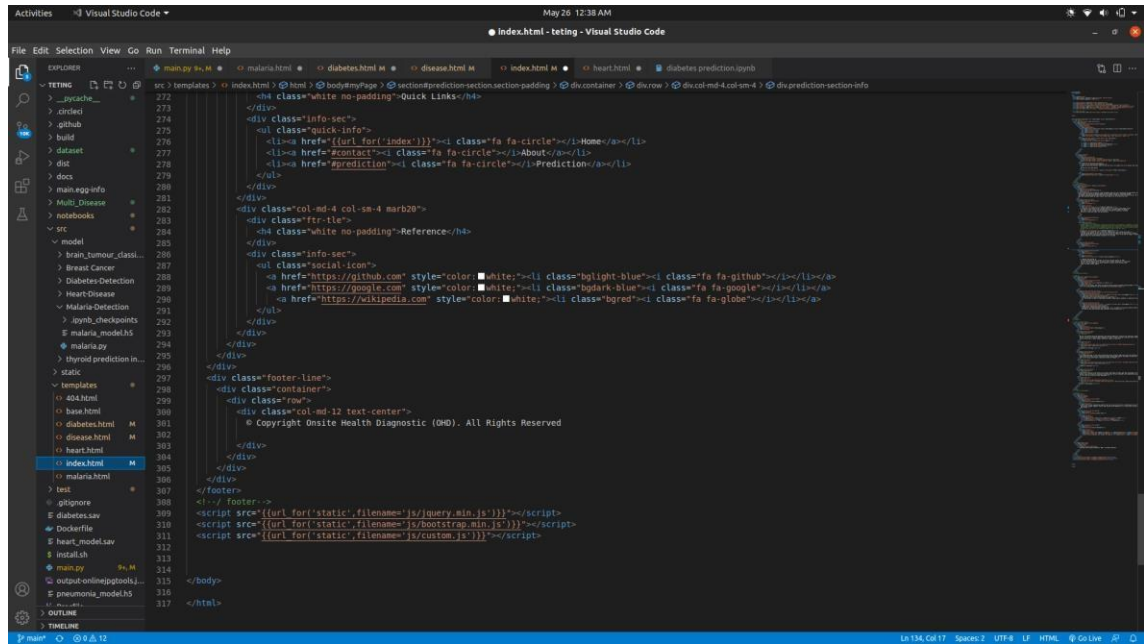 Activities
Visual Studio Code
May 26 12:38 AM
index.html - teting - Visual Studio Code
File Edit Selection View Go Run Terminal Help
EXPLORER
main.py 9+, M
malaria.html
diabetes.html M
disease.html M
index.html M
heart.html
diabetes prediction.ipynb
src > templates > index.html > html > body#myPage > section#prediction-section.section-padding > div.container > div.row > div.col-md-4.col-sm-4 > div.prediction-section-info
TETING
__pycache__
.circleci
.github
build
dataset
dist
docs
main.egg-info
Multi_Disease
notebooks
src
model
brain_tumour_classi...
Breast Cancer
Diabetes-Detection
Heart-Disease
Malaria-Detection
.ipynb_checkpoints
malaria_model.h5
malaria.py
thyroid prediction in...
static
templates
404.html
base.html
diabetes.html M
disease.html M
heart.html
index.html M
malaria.html
test
.gitignore
diabetes.sav
Dockerfile
heart_model.sav
install.sh
main.py 9+, M
output-onlinejpgtools.j...
pneumonia_model.h5
OUTLINE
TIMELINE
272 <h4 class="white no-padding">Quick Links</h4>
273 </div>
274 <div class="info-sec">
275 <ul class="quick-info">
276 <li><a href="{{url_for('index')}}"><i class="fa fa-circle"></i>Home</a></li>
277 <li><a href="#contact"><i class="fa fa-circle"></i>About</a></li>
278 <li><a href="#prediction"><i class="fa fa-circle"></i>Prediction</a></li>
279 </ul>
280 </div>
281 </div>
282 <div class="col-md-4 col-sm-4 marb20">
283 <div class="ftr-tle">
284 <h4 class="white no-padding">Reference</h4>
285 </div>
286 <div class="info-sec">
287 <ul class="social-icon">
288 <a href="https://github.com" style="color: white;"><li class="bglight-blue"><i class="fa fa-github"></i></li></a>
289 <a href="https://google.com" style="color: white;"><li class="bgdark-blue"><i class="fa fa-google"></i></li></a>
290 <a href="https://wikipedia.com" style="color: white;"><li class="bgred"><i class="fa fa-globe"></i></li></a>
291 </ul>
292 </div>
293 </div>
294 </div>
295 </div>
296 </div>
297 <div class="footer-line">
298 <div class="container">
299 <div class="row">
300 <div class="col-md-12 text-center">
301 © Copyright Onsite Health Diagnostic (OHD). All Rights Reserved
302
303 </div>
304 </div>
305 </div>
306 </div>
307 </footer>
308 <!--/ footer-->
309 <script src="{{url_for('static',filename='js/jquery.min.js')}}"></script>
310 <script src="{{url_for('static',filename='js/bootstrap.min.js')}}"></script>
311 <script src="{{url_for('static',filename='js/custom.js')}}"></script>
312
313
314
315 </body>
316
317 </html>
main* 0 12
Ln 134, Col 17 Spaces: 2 UTF-8 LF HTML Go Live